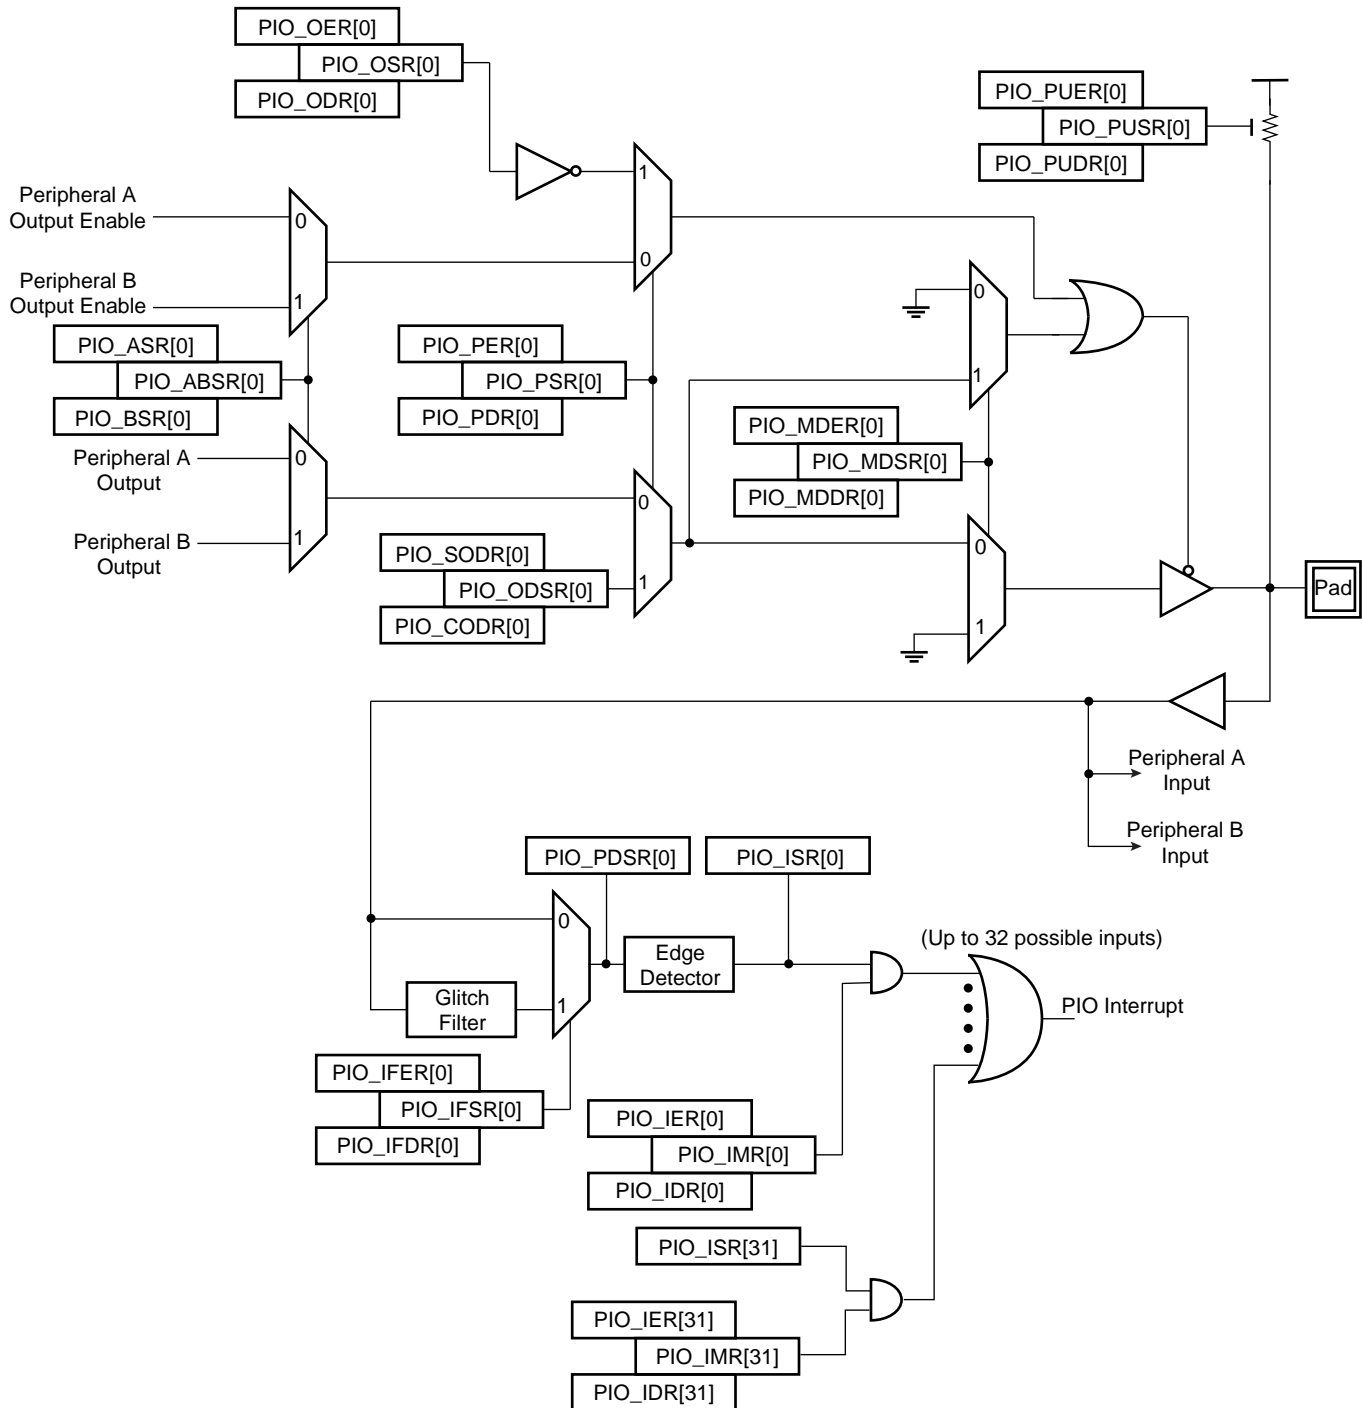 PIO_OER[0]
PIO_OSR[0]
PIO_ODR[0]
PIO_PUER[0]
PIO_PUSR[0]
PIO_PUDR[0]
1
0
Peripheral A
Output Enable
0
Peripheral B
Output Enable
1
0
1
PIO_ASR[0]
PIO_ABSR[0]
PIO_BSR[0]
PIO_PER[0]
PIO_PSR[0]
PIO_PDR[0]
PIO_MDER[0]
PIO_MDSR[0]
PIO_MDDR[0]
Peripheral A
Output
0
Peripheral B
Output
1
0
1
PIO_SODR[0]
PIO_ODSR[0]
PIO_CODR[0]
0
1
Pad
Peripheral A
Input
Peripheral B
Input
PIO_PDSR[0]
PIO_ISR[0]
0
1
Glitch
Filter
Edge
Detector
(Up to 32 possible inputs)
PIO Interrupt
PIO_IFER[0]
PIO_IFSR[0]
PIO_IFDR[0]
PIO_IER[0]
PIO_IMR[0]
PIO_IDR[0]
PIO_ISR[31]
PIO_IER[31]
PIO_IMR[31]
PIO_IDR[31]